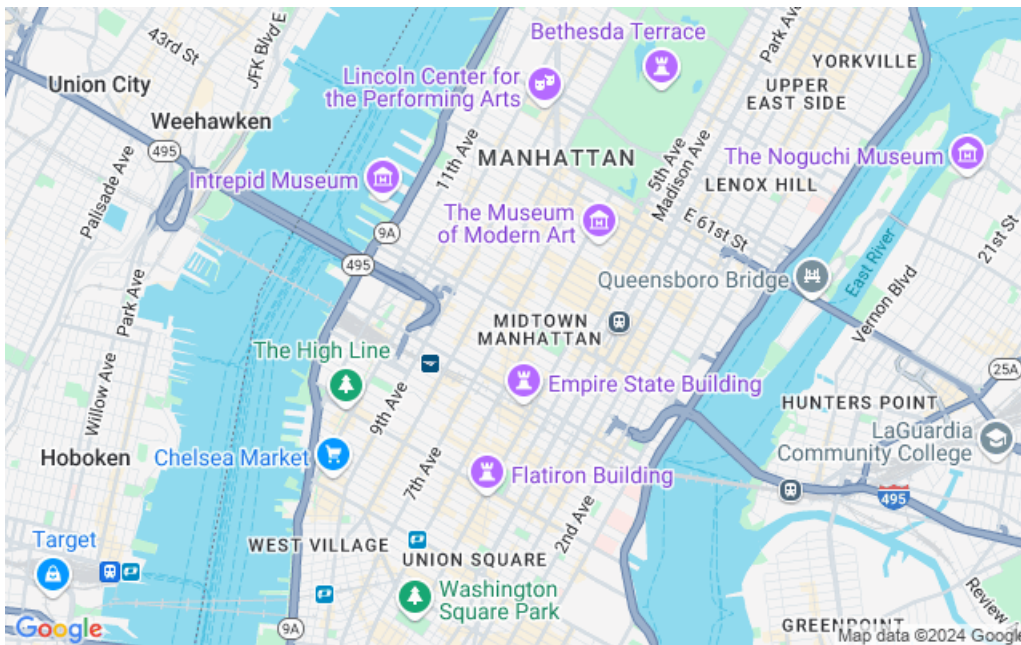 43rd St
JFK Blvd E
Bethesda Terrace
Park Ave
YORKVILLE
Union City
Lincoln Center for
the Performing Arts
UPPER
EAST SIDE
Weehawken
495
11th Ave
MANHATTAN
5th Ave
Madison Ave
The Noguchi Museum
Palisade Ave
Intrepid Museum
LENOX HILL
The Museum
of Modern Art
E 61st St
21st St
9A
495
Queensboro Bridge
East River
Vernon Blvd
Park Ave
MIDTOWN
MANHATTAN
The High Line
Empire State Building
25A
Willow Ave
9th Ave
HUNTERS POINT
LaGuardia
Community College
Hoboken
Chelsea Market
7th Ave
Flatiron Building
495
2nd Ave
Target
WEST VILLAGE
UNION SQUARE
Washington
Square Park
Review
9A
GREENPOINT
Google
Map data ©2024 Google